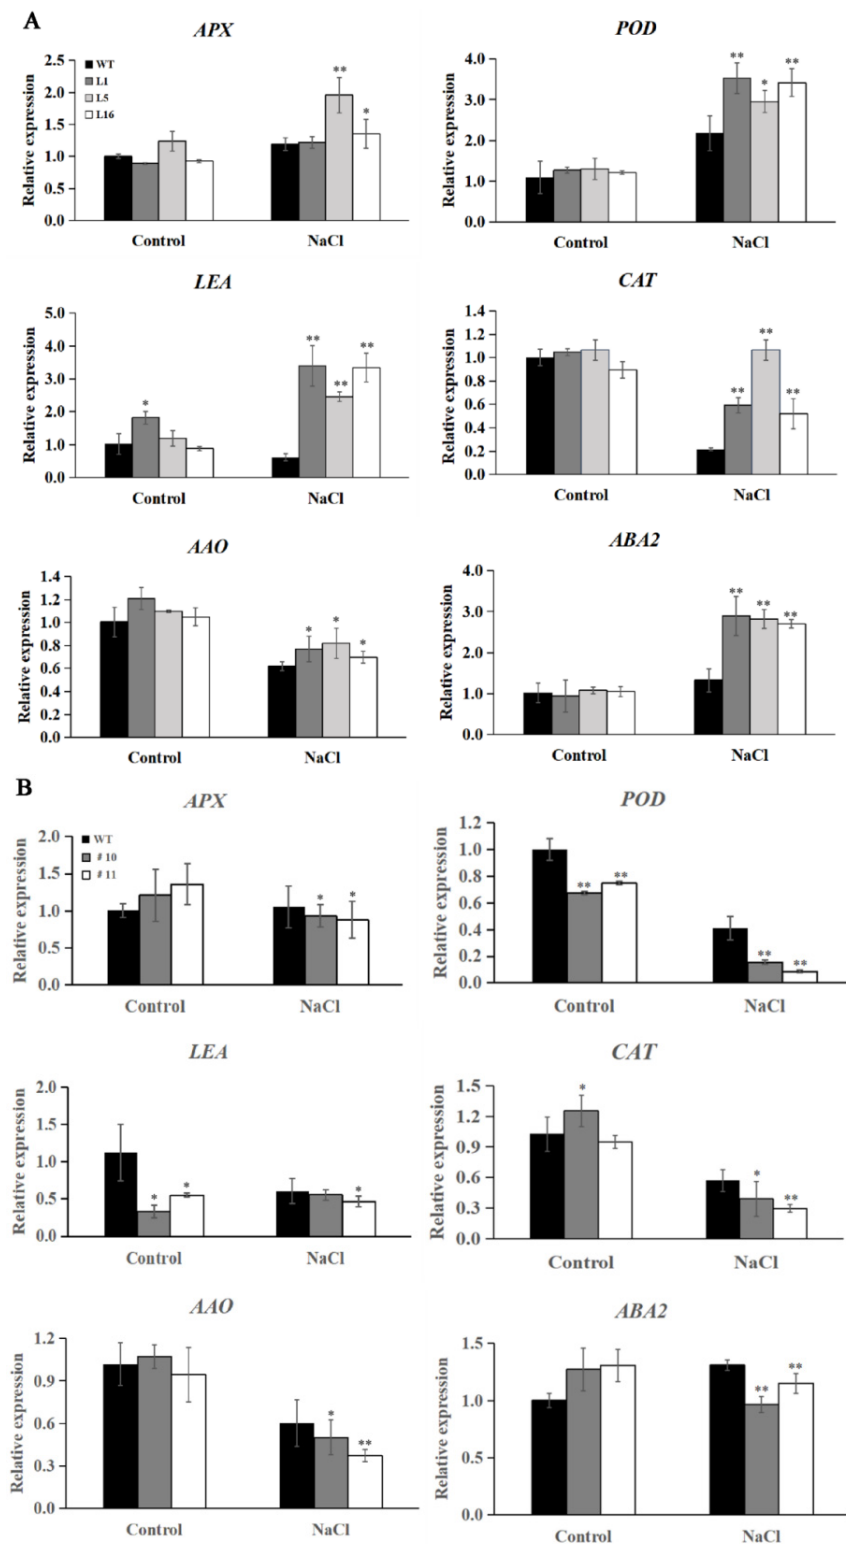 A
APX
Relative expression
2.5
2.0
1.5
1.0
0.5
0.0
WT
L1
L5
L16
**
*
Control
NaCl
POD
Relative expression
4.0
3.0
2.0
1.0
0.0
**
*
**
Control
NaCl
LEA
Relative expression
5.0
4.0
3.0
2.0
1.0
0.0
*
**
**
**
Control
NaCl
CAT
Relative expression
1.4
1.2
1.0
0.8
0.6
0.4
0.2
0.0
**
**
**
Control
NaCl
AAO
Relative expression
1.4
1.2
1.0
0.8
0.6
0.4
0.2
0.0
*
*
*
Control
NaCl
ABA2
Relative expression
4.0
3.0
2.0
1.0
0.0
**
**
**
Control
NaCl
B
APX
Relative expression
2.0
1.5
1.0
0.5
0.0
WT
#10
#11
*
*
Control
NaCl
POD
Relative expression
1.2
1.0
0.8
0.6
0.4
0.2
0.0
**
**
**
**
Control
NaCl
LEA
Relative expression
2.0
1.5
1.0
0.5
0.0
*
*
*
Control
NaCl
CAT
Relative expression
1.5
1.2
0.9
0.6
0.3
0.0
*
*
**
Control
NaCl
AAO
Relative expression
1.2
0.9
0.6
0.3
0.0
*
**
Control
NaCl
ABA2
Relative expression
1.5
1.0
0.5
0.0
**
**
Control
NaCl